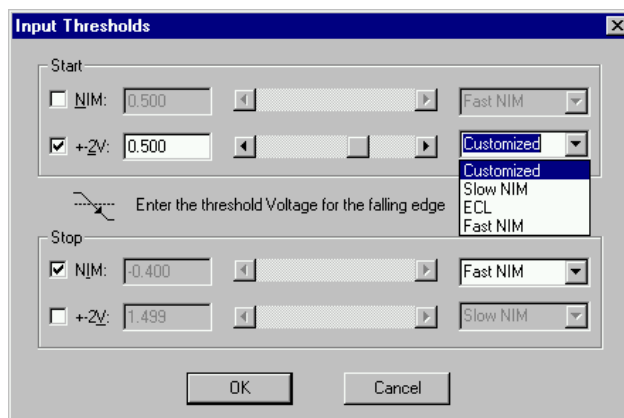 Input Thresholds
Start
NIM: 0.500 Fast NIM
+-2V: 0.500 Customized
Customized
Slow NIM
ECL
Fast NIM
Enter the threshold Voltage for the falling edge
Stop
NIM: -0.400 Fast NIM
+-2V: 1.499 Slow NIM
OK Cancel